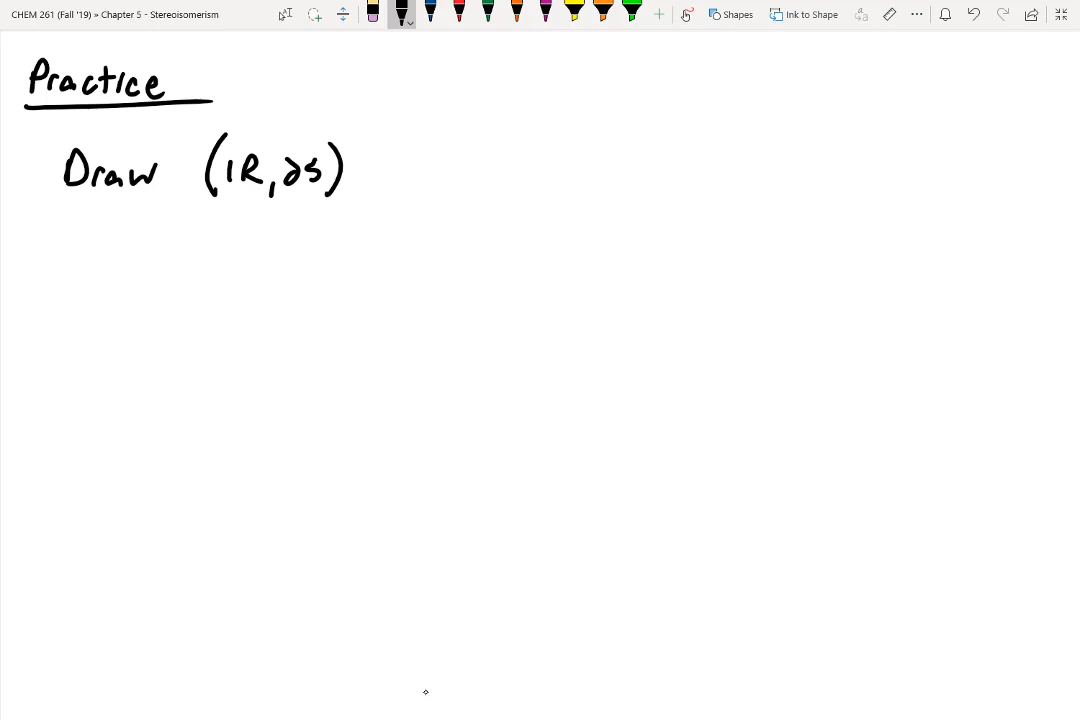 CHEM 261 (Fall '19) » Chapter 5 - Stereoisomerism
Shapes
Ink to Shape
Practice
Draw (1R,2S)